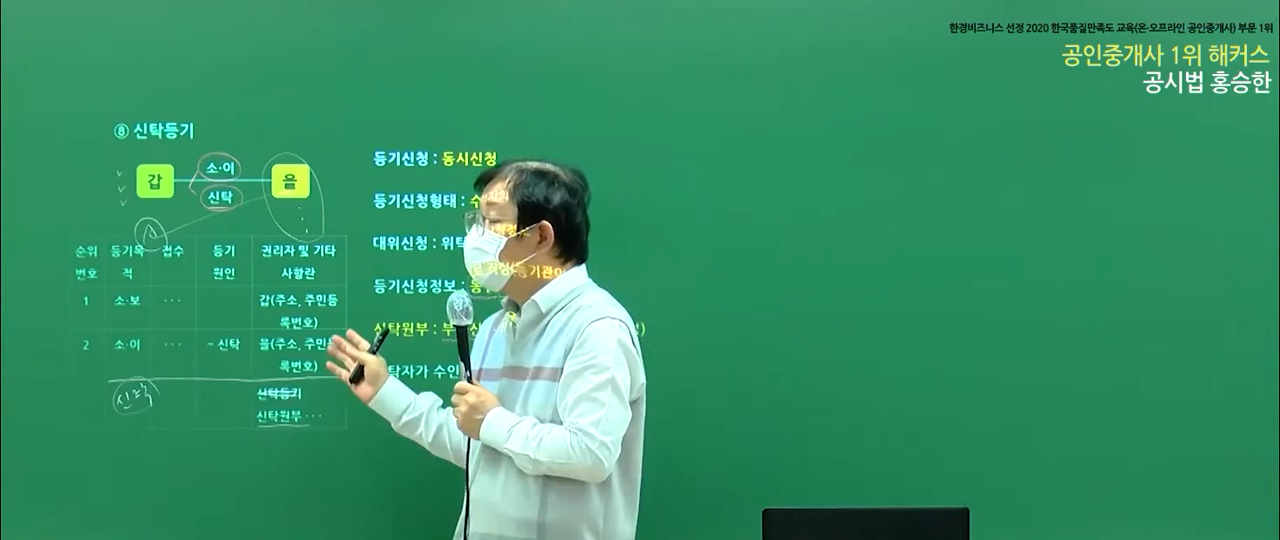 한경비즈니스 선정 2020 한국품질만족도 교육(온·오프라인 공인중개사) 부문 1위
공인중개사 1위 해커스
공시법 홍승한
⑧ 신탁등기
갑
소·이
을
신탁
등기신청 : 동시신청
등기신청형태 : 수
대위신청 : 위탁
등기신청정보 :
신탁원부 : 부
탁자가 수인
순위 등기목 접수 등기 권리자 및 기타
번호 적 원인 사항란
1 소·보 ··· 갑(주소, 주민등
록번호)
2 소·이 ··· ~ 신탁 을(주소, 주민등
록번호)
신탁 신탁등기
신탁원부 ···